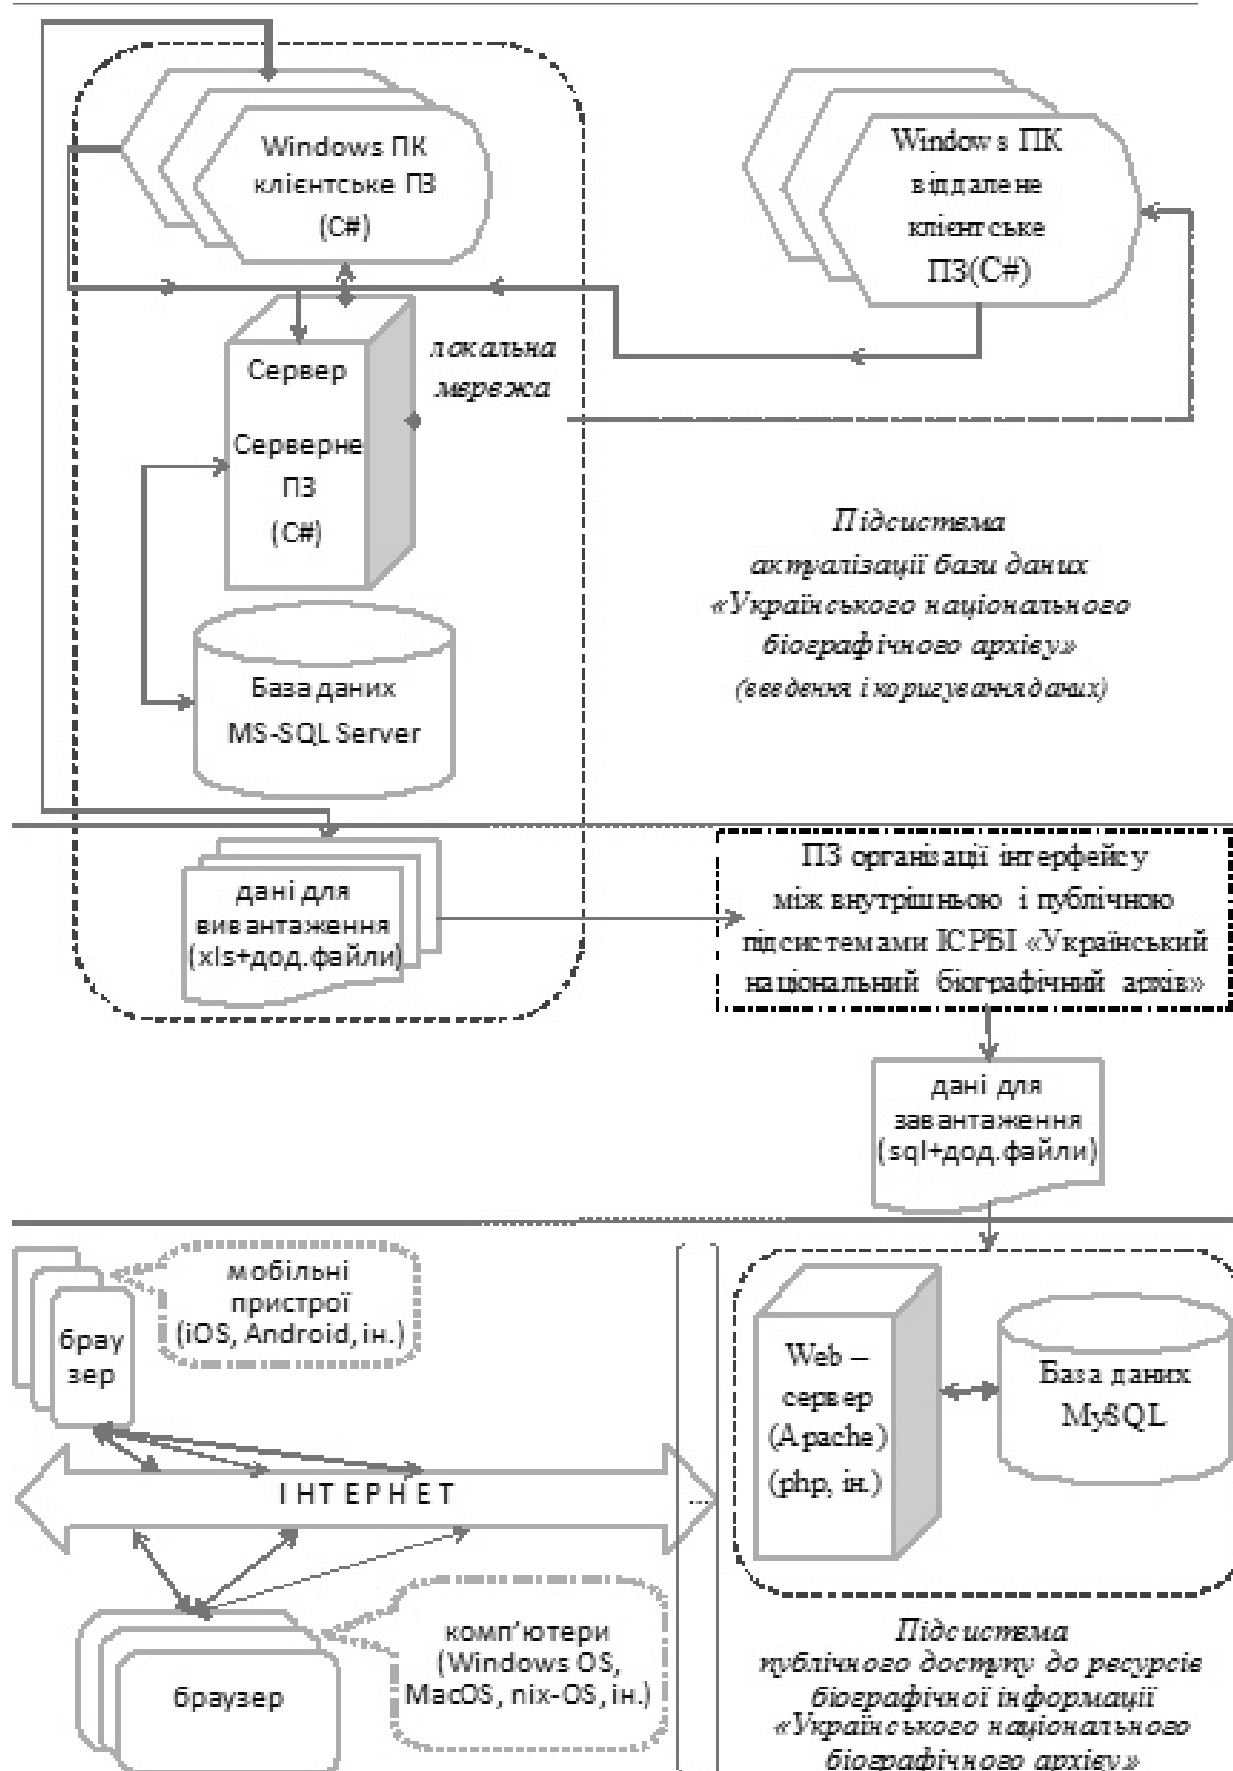 Windows ПК
клієнтське ПЗ
(C#)
Windows ПК
віддалене
клієнтське
ПЗ(C#)
локальна
мережа
Сервер
Серверне
ПЗ
(C#)
Підсистема
актуалізації бази даних
«Українського національного
біографічного архіву»
(введення і коригування даних)
База даних
MS-SQL Server
дані для
вивантаження
(xls+дод.файли)
ПЗ організації інтерфейсу
між внутрішньою і публічною
підсистемами ІСРБІ «Український
національний біографічний архів»
дані для
завантаження
(sql+дод.файли)
мобільні
пристрої
(iOS, Android, ін.)
брау
зер
Web –
сервер
(Apache)
(php, ін.)
База даних
MySQL
ІНТЕРНЕТ
...
комп’ютери
(Windows OS,
MacOS, nix-OS, ін.)
браузер
Підсистема
публічного доступу до ресурсів
біографічної інформації
«Українського національного
біографічного архіву»